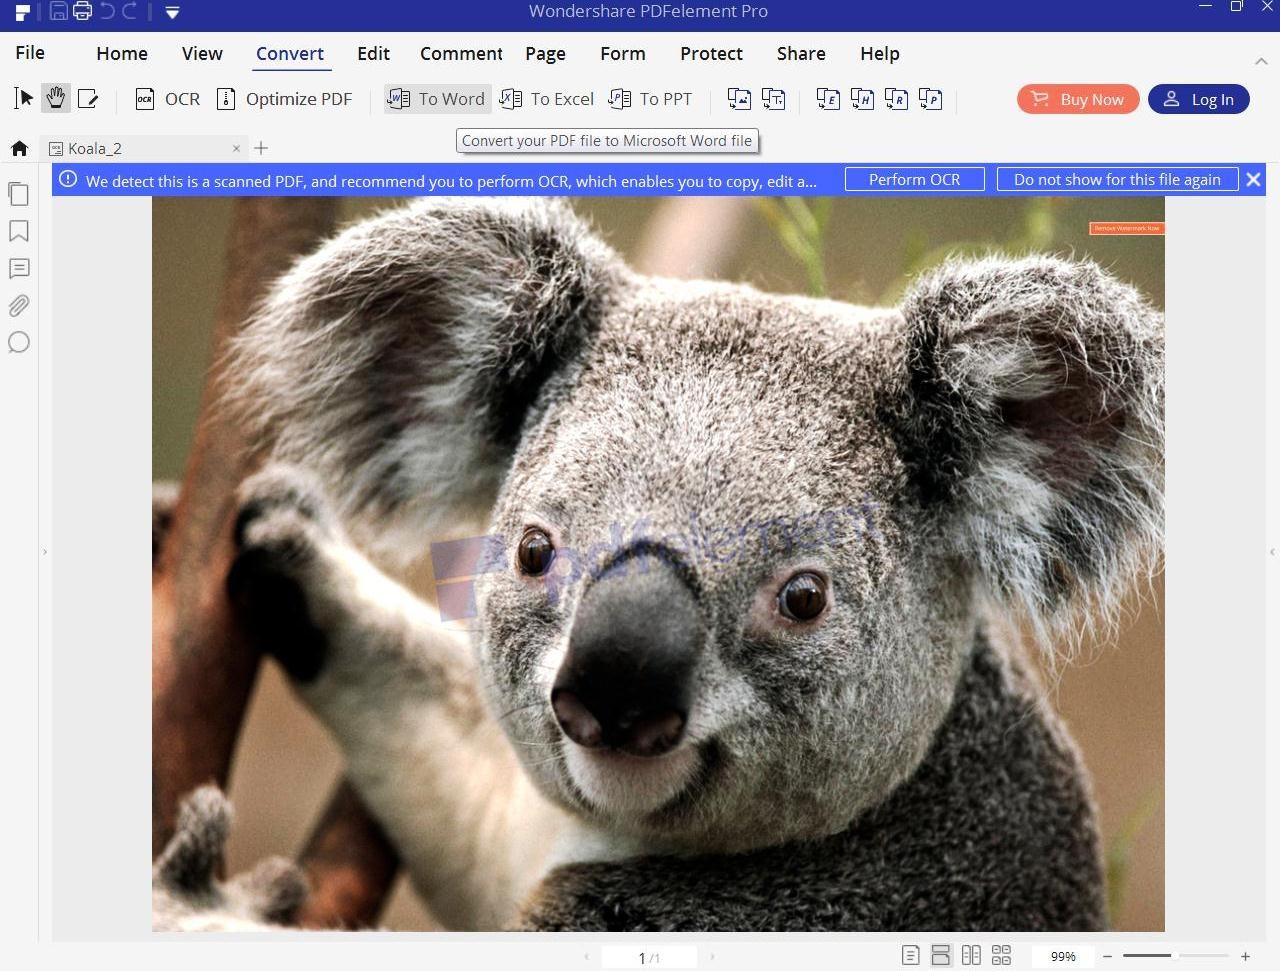 Wondershare PDFelement Pro
File Home View Convert Edit Comment Page Form Protect Share Help
OCR OCR Optimize PDF To Word To Excel To PPT E H R P Buy Now Log In
Convert your PDF file to Microsoft Word file
Koala_2
We detect this is a scanned PDF, and recommend you to perform OCR, which enables you to copy, edit a... Perform OCR Do not show for this file again
Remove Watermark Now
pdfelement
1 /1 99%